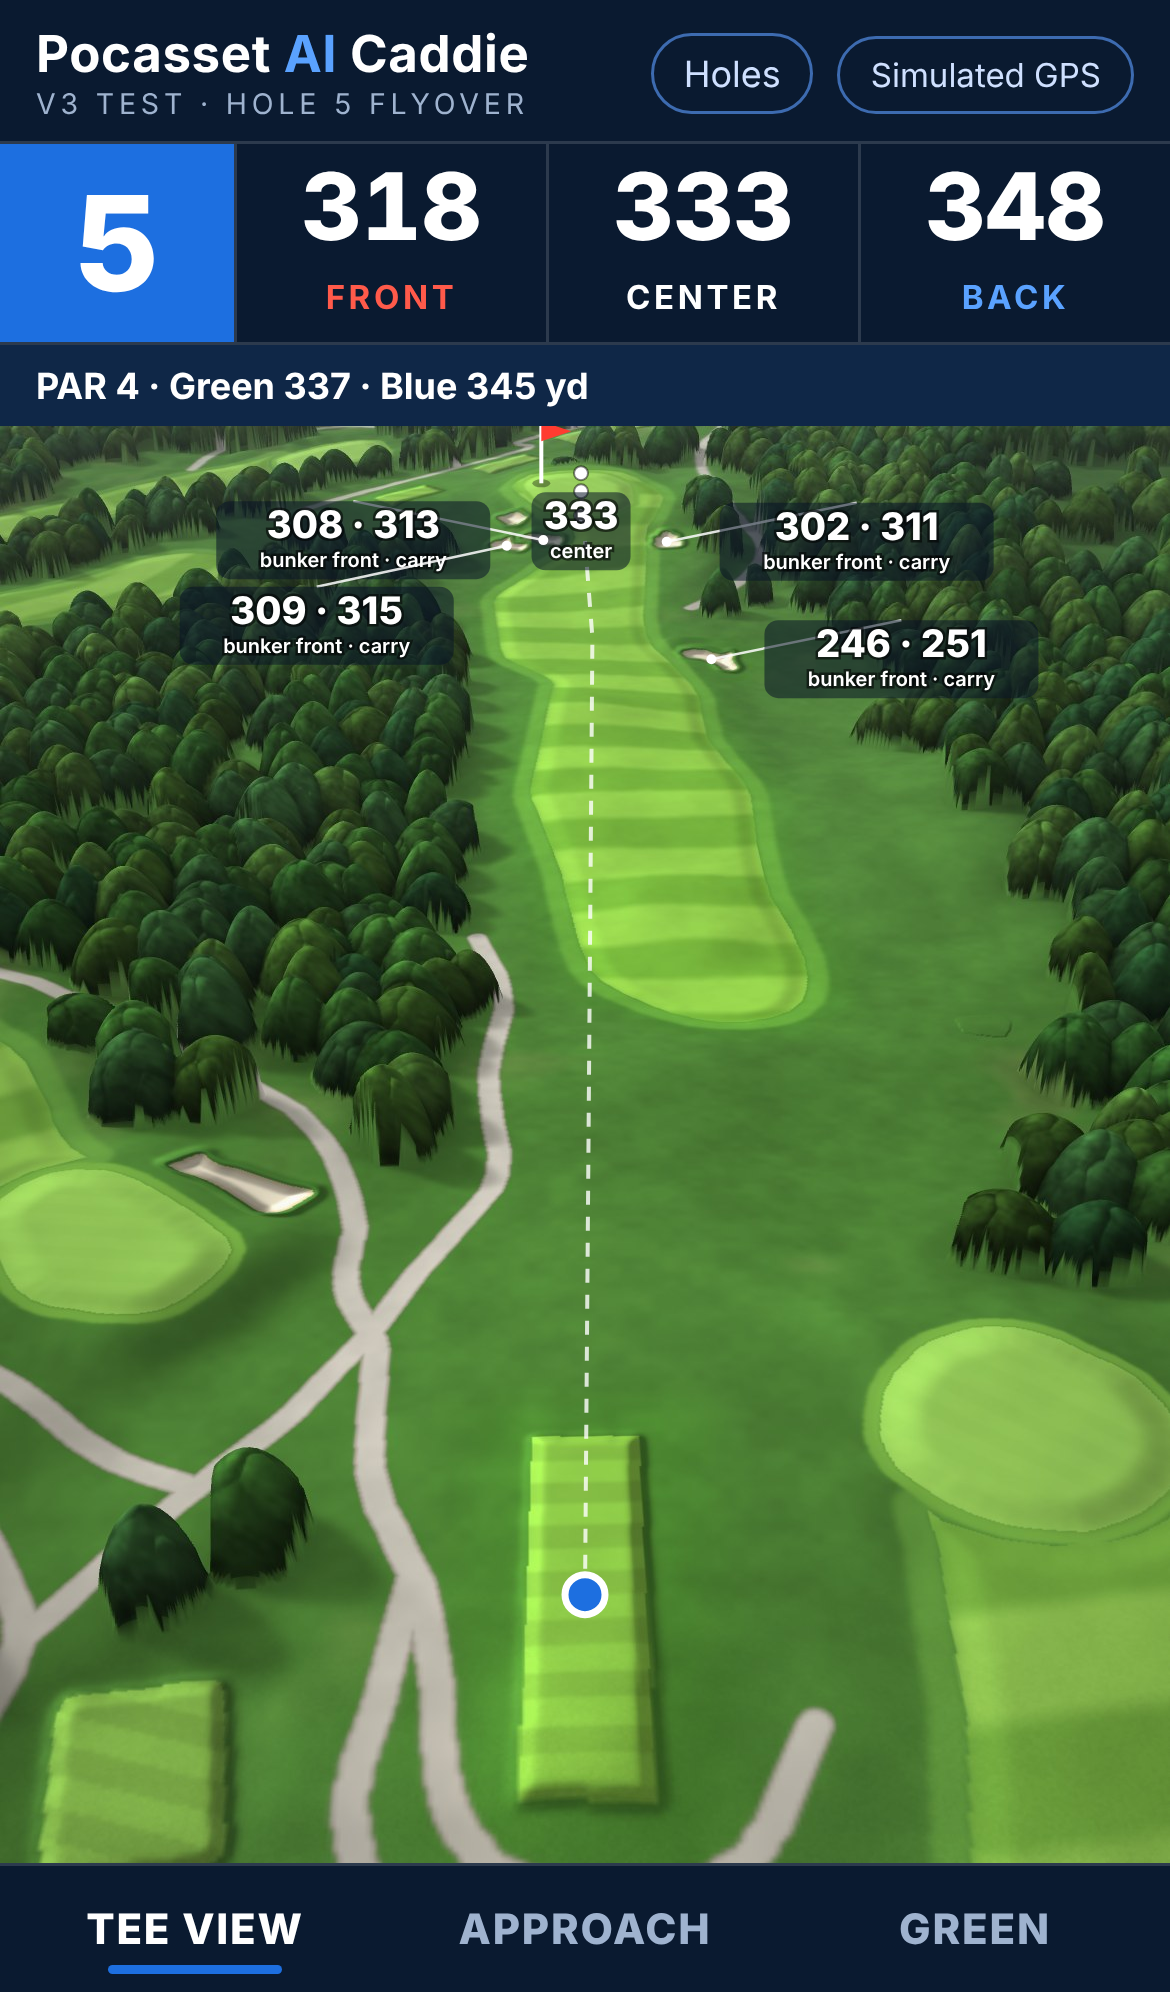 Pocasset AI Caddie
V3 TEST · HOLE 5 FLYOVER
Holes
Simulated GPS
5
318
FRONT
333
CENTER
348
BACK
PAR 4 · Green 337 · Blue 345 yd
308 · 313
bunker front · carry
333
center
302 · 311
bunker front · carry
309 · 315
bunker front · carry
246 · 251
bunker front · carry
TEE VIEW
APPROACH
GREEN